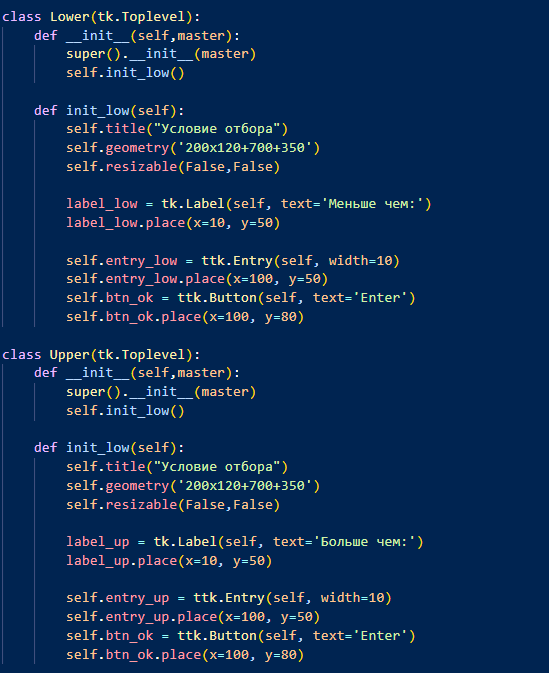 class Lower(tk.Toplevel):
    def __init__(self,master):
        super().__init__(master)
        self.init_low()

    def init_low(self):
        self.title("Условие отбора")
        self.geometry('200x120+700+350')
        self.resizable(False,False)

        label_low = tk.Label(self, text='Меньше чем:')
        label_low.place(x=10, y=50)

        self.entry_low = ttk.Entry(self, width=10)
        self.entry_low.place(x=100, y=50)
        self.btn_ok = ttk.Button(self, text='Enter')
        self.btn_ok.place(x=100, y=80)

class Upper(tk.Toplevel):
    def __init__(self,master):
        super().__init__(master)
        self.init_low()

    def init_low(self):
        self.title("Условие отбора")
        self.geometry('200x120+700+350')
        self.resizable(False,False)

        label_up = tk.Label(self, text='Больше чем:')
        label_up.place(x=10, y=50)

        self.entry_up = ttk.Entry(self, width=10)
        self.entry_up.place(x=100, y=50)
        self.btn_ok = ttk.Button(self, text='Enter')
        self.btn_ok.place(x=100, y=80)